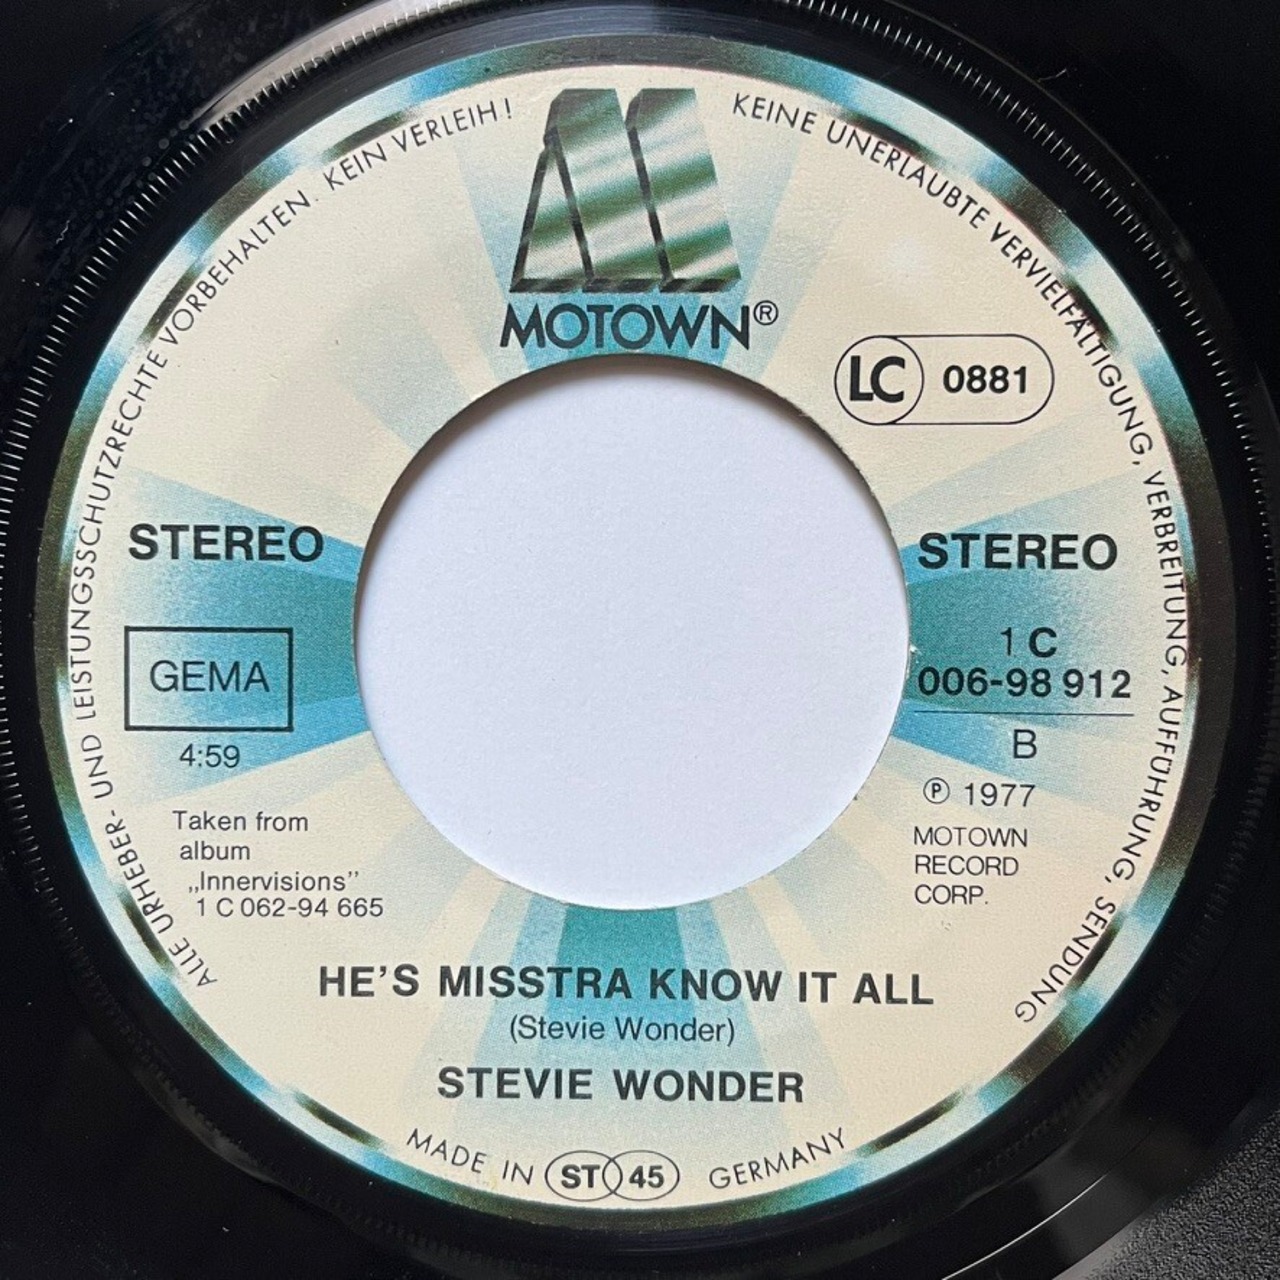 ALLE URHEBER- UND LEISTUNGSSCHUTZRECHTE VORBEHALTEN. KEIN VERLEIH!
KEINE UNERLAUBTE VERVIELFÄLTIGUNG, VERBREITUNG, AUFFÜHRUNG, SENDUNG
MOTOWN®
LC 0881
STEREO
STEREO
GEMA
4:59
1 C
006-98 912
B
℗ 1977
MOTOWN
RECORD
CORP.
Taken from
album
„Innervisions”
1 C 062-94 665
HE'S MISSTRA KNOW IT ALL
(Stevie Wonder)
STEVIE WONDER
MADE IN ST 45 GERMANY